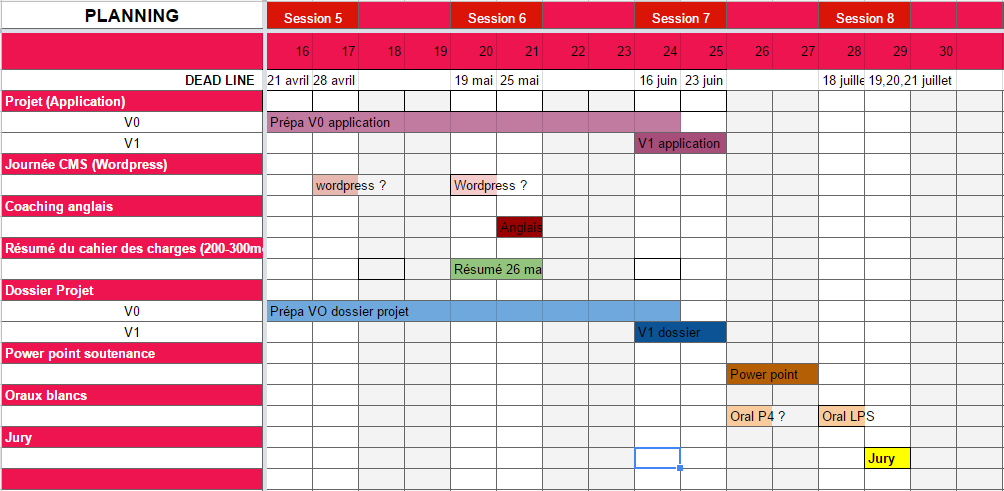 PLANNING Session 5 Session 6 Session 7 Session 8
16 17 18 19 20 21 22 23 24 25 26 27 28 29 30
DEAD LINE 21 avril 28 avril 19 mai 25 mai 16 juin 23 juin 18 juille 19,20,21 juillet
Projet (Application)
V0 Prépa V0 application
V1 V1 application
Journée CMS (Wordpress)
wordpress ? Wordpress ?
Coaching anglais
Anglais
Résumé du cahier des charges (200-300m
Résumé 26 ma
Dossier Projet
V0 Prépa VO dossier projet
V1 V1 dossier
Power point soutenance
Power point
Oraux blancs
Oral P4 ? Oral LPS
Jury
Jury